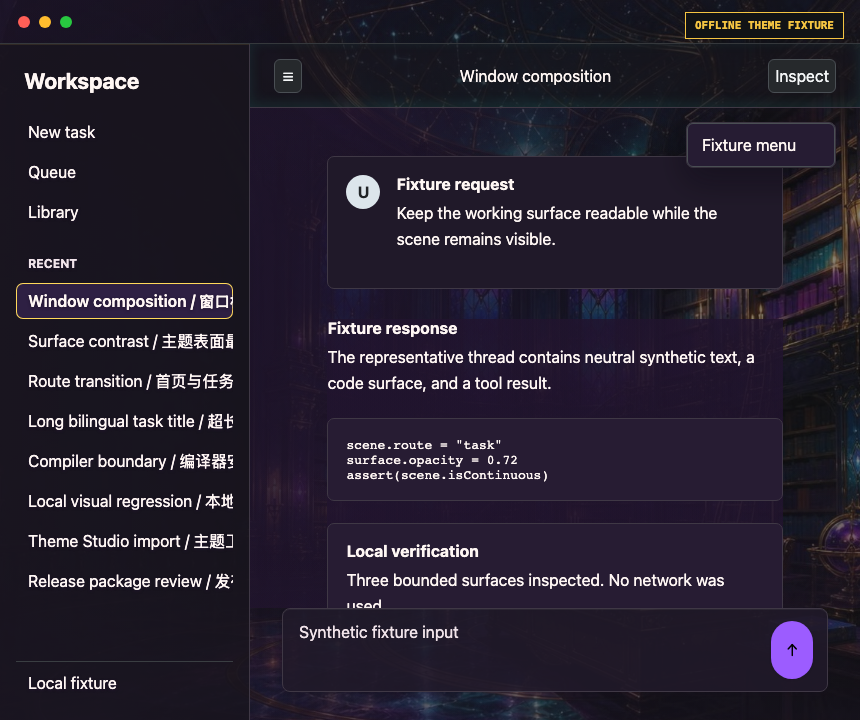 OFFLINE THEME FIXTURE
Workspace
New task
Queue
Library
RECENT
Window composition / 窗口
Surface contrast / 主题表面
Route transition / 首页与任务
Long bilingual task title / 超长
Compiler boundary / 编译器
Local visual regression / 本地
Theme Studio import / 主题
Release package review / 发
Local fixture
Window composition
Inspect
Fixture menu
U
Fixture request
Keep the working surface readable while the
scene remains visible.
Fixture response
The representative thread contains neutral synthetic text, a
code surface, and a tool result.
scene.route = "task"
surface.opacity = 0.72
assert(scene.isContinuous)
Local verification
Three bounded surfaces inspected. No network was
used.
Synthetic fixture input